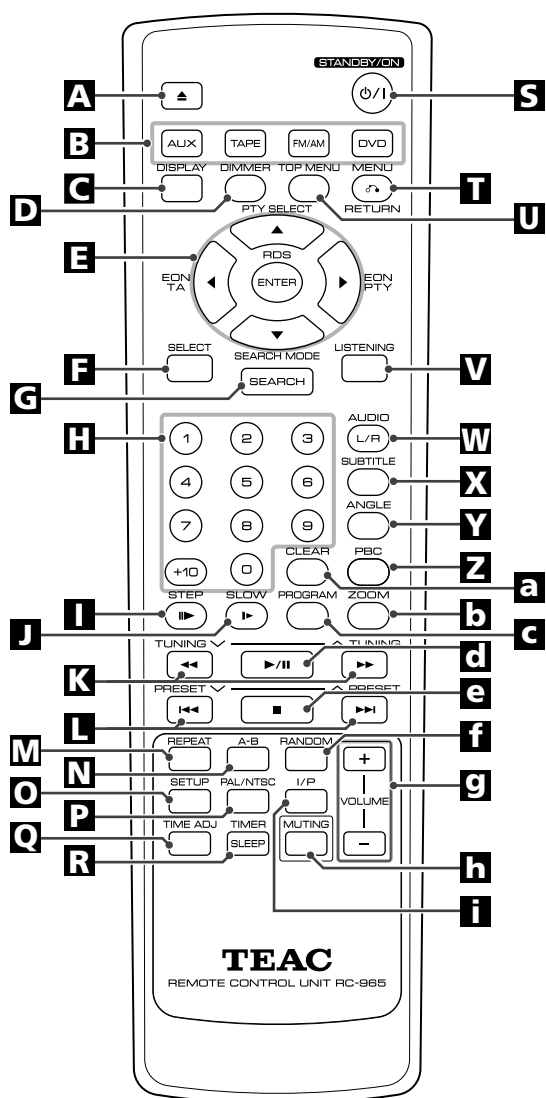 STANDBY/ON
A
S
B
AUX TAPE FM/AM DVD
DISPLAY DIMMER TOP MENU MENU
C
T
D
PTY SELECT
RETURN
U
E
RDS
EON TA
ENTER
EON PTY
SELECT
SEARCH MODE
LISTENING
F
V
G
SEARCH
H
AUDIO
1 2 3
L/R
W
SUBTITLE
4 5 6
X
ANGLE
7 8 9
Y
CLEAR
PBC
+10 0
Z
a
STEP SLOW PROGRAM ZOOM
I
b
J
c
TUNING TUNING
d
K
PRESET PRESET
e
L
REPEAT A-B RANDOM
f
M
+
N
g
SETUP PAL/NTSC I/P
O
VOLUME
P
TIME ADJ TIMER MUTING
Q
SLEEP
–
R
h
i
TEAC
REMOTE CONTROL UNIT RC-965